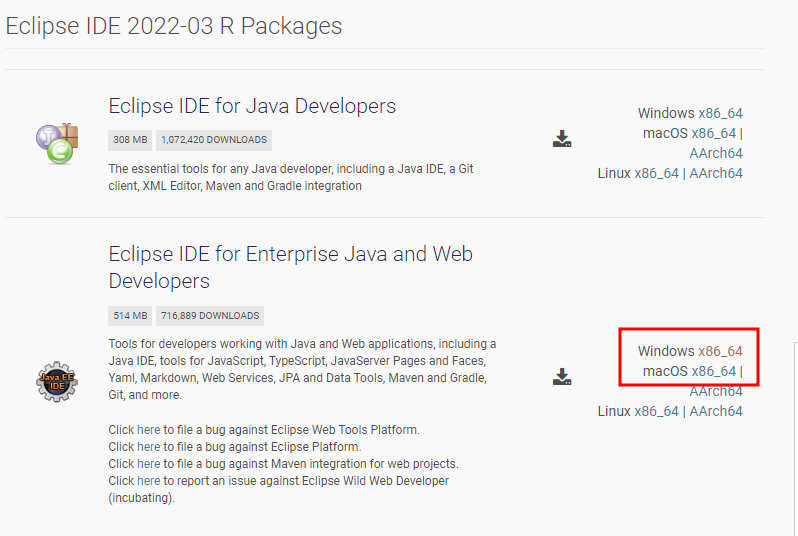 Eclipse IDE 2022-03 R Packages
Eclipse IDE for Java Developers
308 MB 1,072,420 DOWNLOADS
The essential tools for any Java developer, including a Java IDE, a Git
client, XML Editor, Maven and Gradle integration
Windows x86_64
macOS x86_64 |
AArch64
Linux x86_64 | AArch64
Eclipse IDE for Enterprise Java and Web
Developers
514 MB 716,889 DOWNLOADS
Java EE
IDE
Tools for developers working with Java and Web applications, including a
Java IDE, tools for JavaScript, TypeScript, JavaServer Pages and Faces,
Yaml, Markdown, Web Services, JPA and Data Tools, Maven and Gradle,
Git, and more.
Click here to file a bug against Eclipse Web Tools Platform.
Click here to file a bug against Eclipse Platform.
Click here to file a bug against Maven integration for web projects.
Click here to report an issue against Eclipse Wild Web Developer
(incubating).
Windows x86_64
macOS x86_64 |
AArch64
Linux x86_64 | AArch64